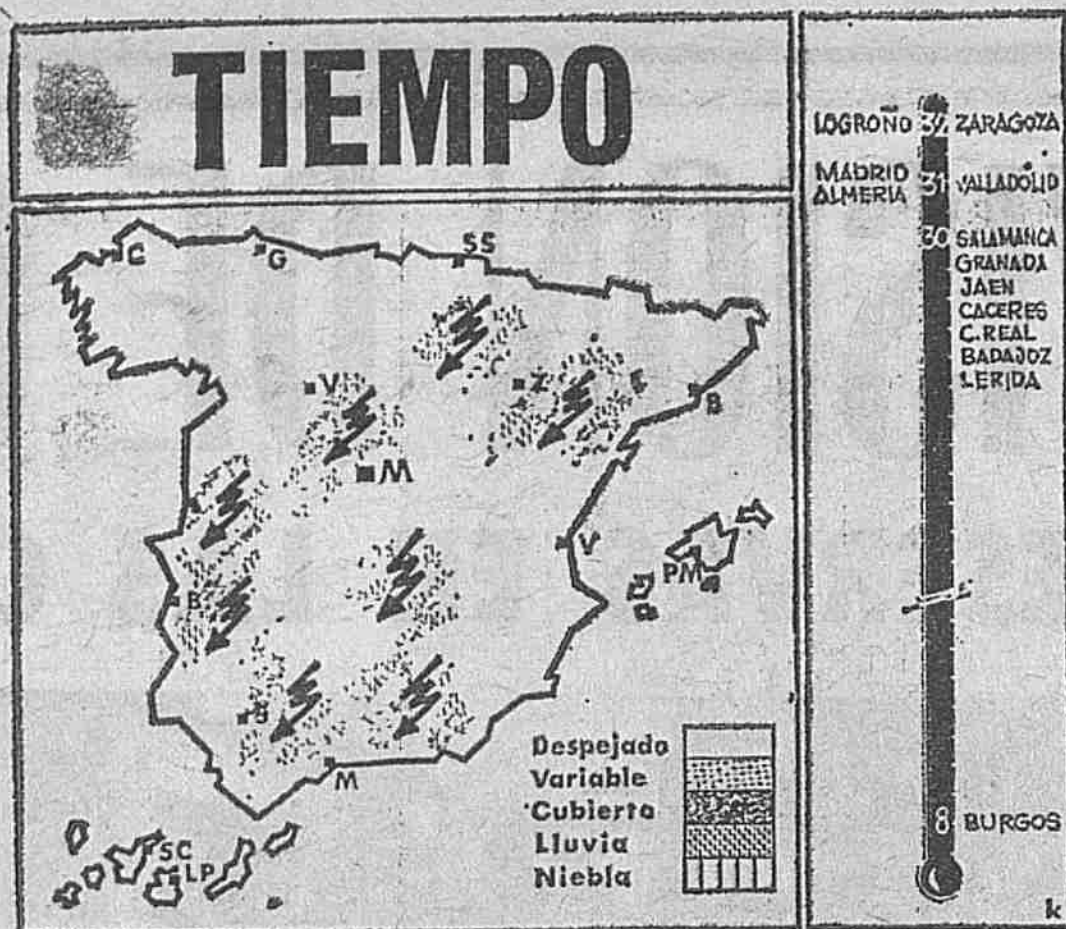 TIEMPO
C
G
SS
V
Z
B
M
V
PM
B
S
M
SC
LP
Despejado
Variable
Cubierto
Lluvia
Niebla
LOGROÑO 32 ZARAGOZA
MADRID 31 VALLADOLID
ALMERIA
30 SALAMANCA
GRANADA
JAEN
CACERES
C.REAL
BADAJOZ
LERIDA
8 BURGOS
k